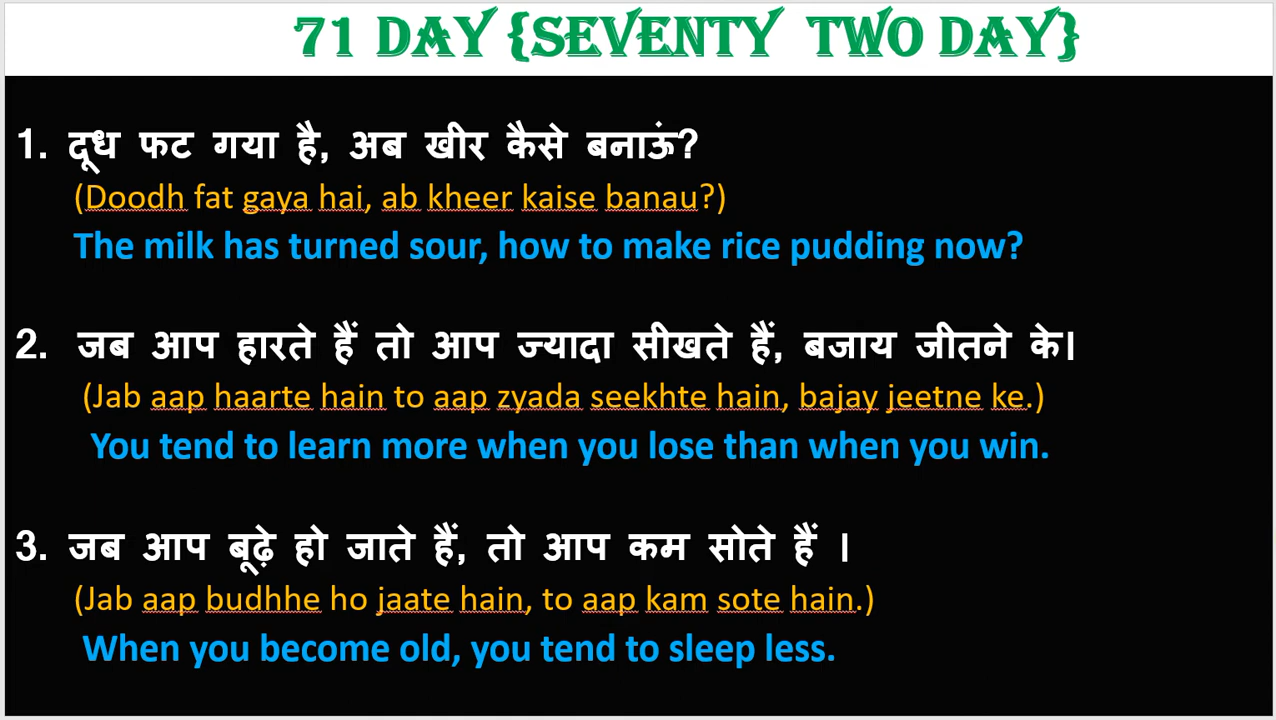 71 DAY {SEVENTY TWO DAY}
1. दूध फट गया है, अब खीर कैसे बनाऊं?
(Doodh fat gaya hai, ab kheer kaise banau?)
The milk has turned sour, how to make rice pudding now?
2. जब आप हारते हैं तो आप ज्यादा सीखते हैं, बजाय जीतने के।
(Jab aap haarte hain to aap zyada seekhte hain, bajay jeetne ke.)
You tend to learn more when you lose than when you win.
3. जब आप बूढ़े हो जाते हैं, तो आप कम सोते हैं ।
(Jab aap budhhe ho jaate hain, to aap kam sote hain.)
When you become old, you tend to sleep less.